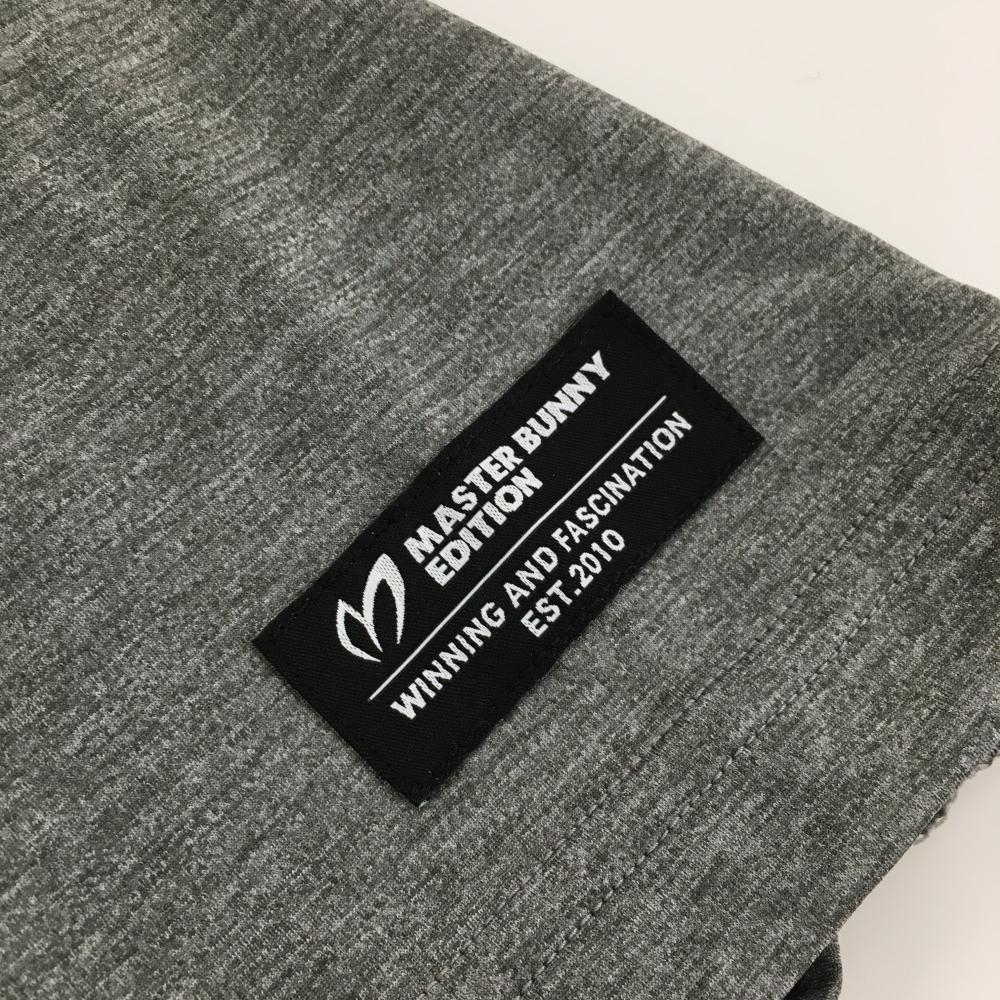 MASTER BUNNY
EDITION
WINNING AND FASCINATION
EST.2010